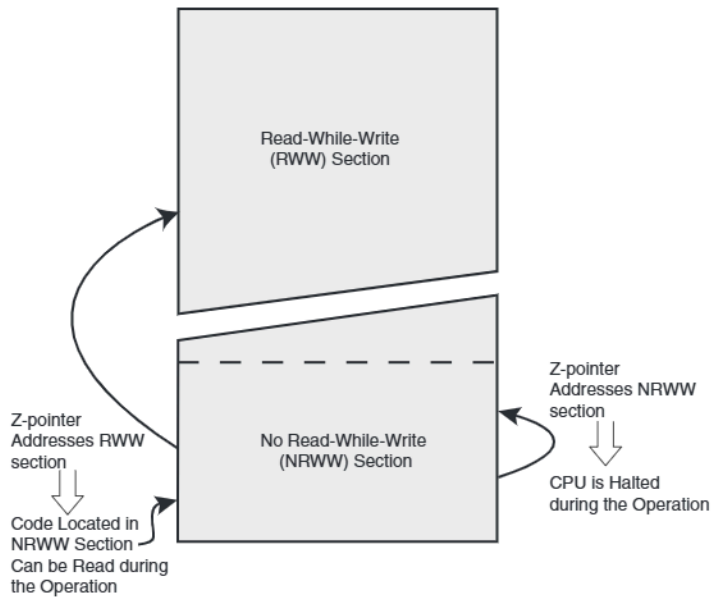 Read-While-Write
(RWW) Section
Z-pointer
Addresses NRWW
section
Z-pointer
Addresses RWW
section
No Read-While-Write
(NRWW) Section
CPU is Halted
during the Operation
Code Located in
NRWW Section
Can be Read during
the Operation